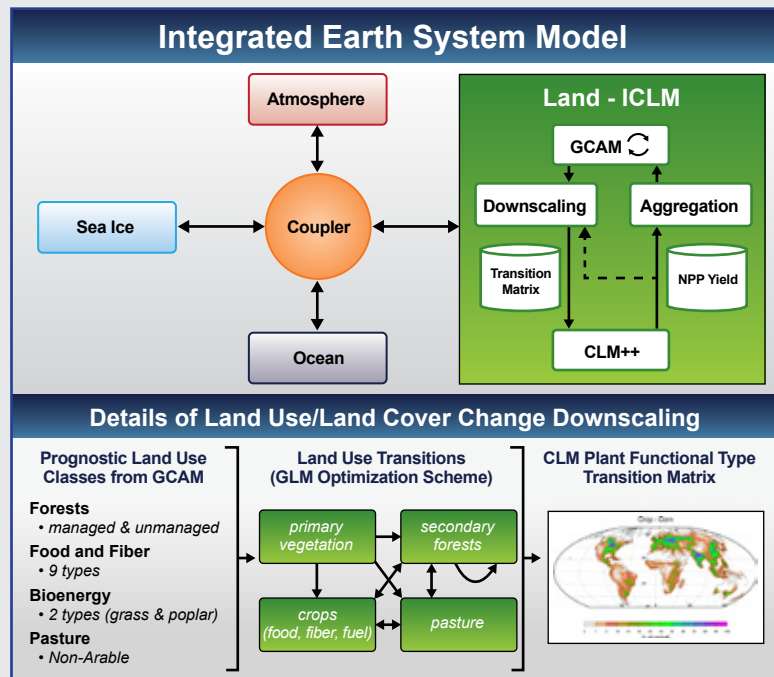 Integrated Earth System Model
Atmosphere
Land - ICLM
GCAM
Sea Ice
Coupler
Downscaling
Aggregation
Transition
Matrix
NPP Yield
Ocean
CLM++
Details of Land Use/Land Cover Change Downscaling
Prognostic Land Use
Classes from GCAM
Forests
• managed & unmanaged
Food and Fiber
• 9 types
Bioenergy
• 2 types (grass & poplar)
Pasture
• Non-Arable
Land Use Transitions
(GLM Optimization Scheme)
primary
vegetation
secondary
forests
crops
(food, fiber, fuel)
pasture
CLM Plant Functional Type
Transition Matrix
Crop - Corn